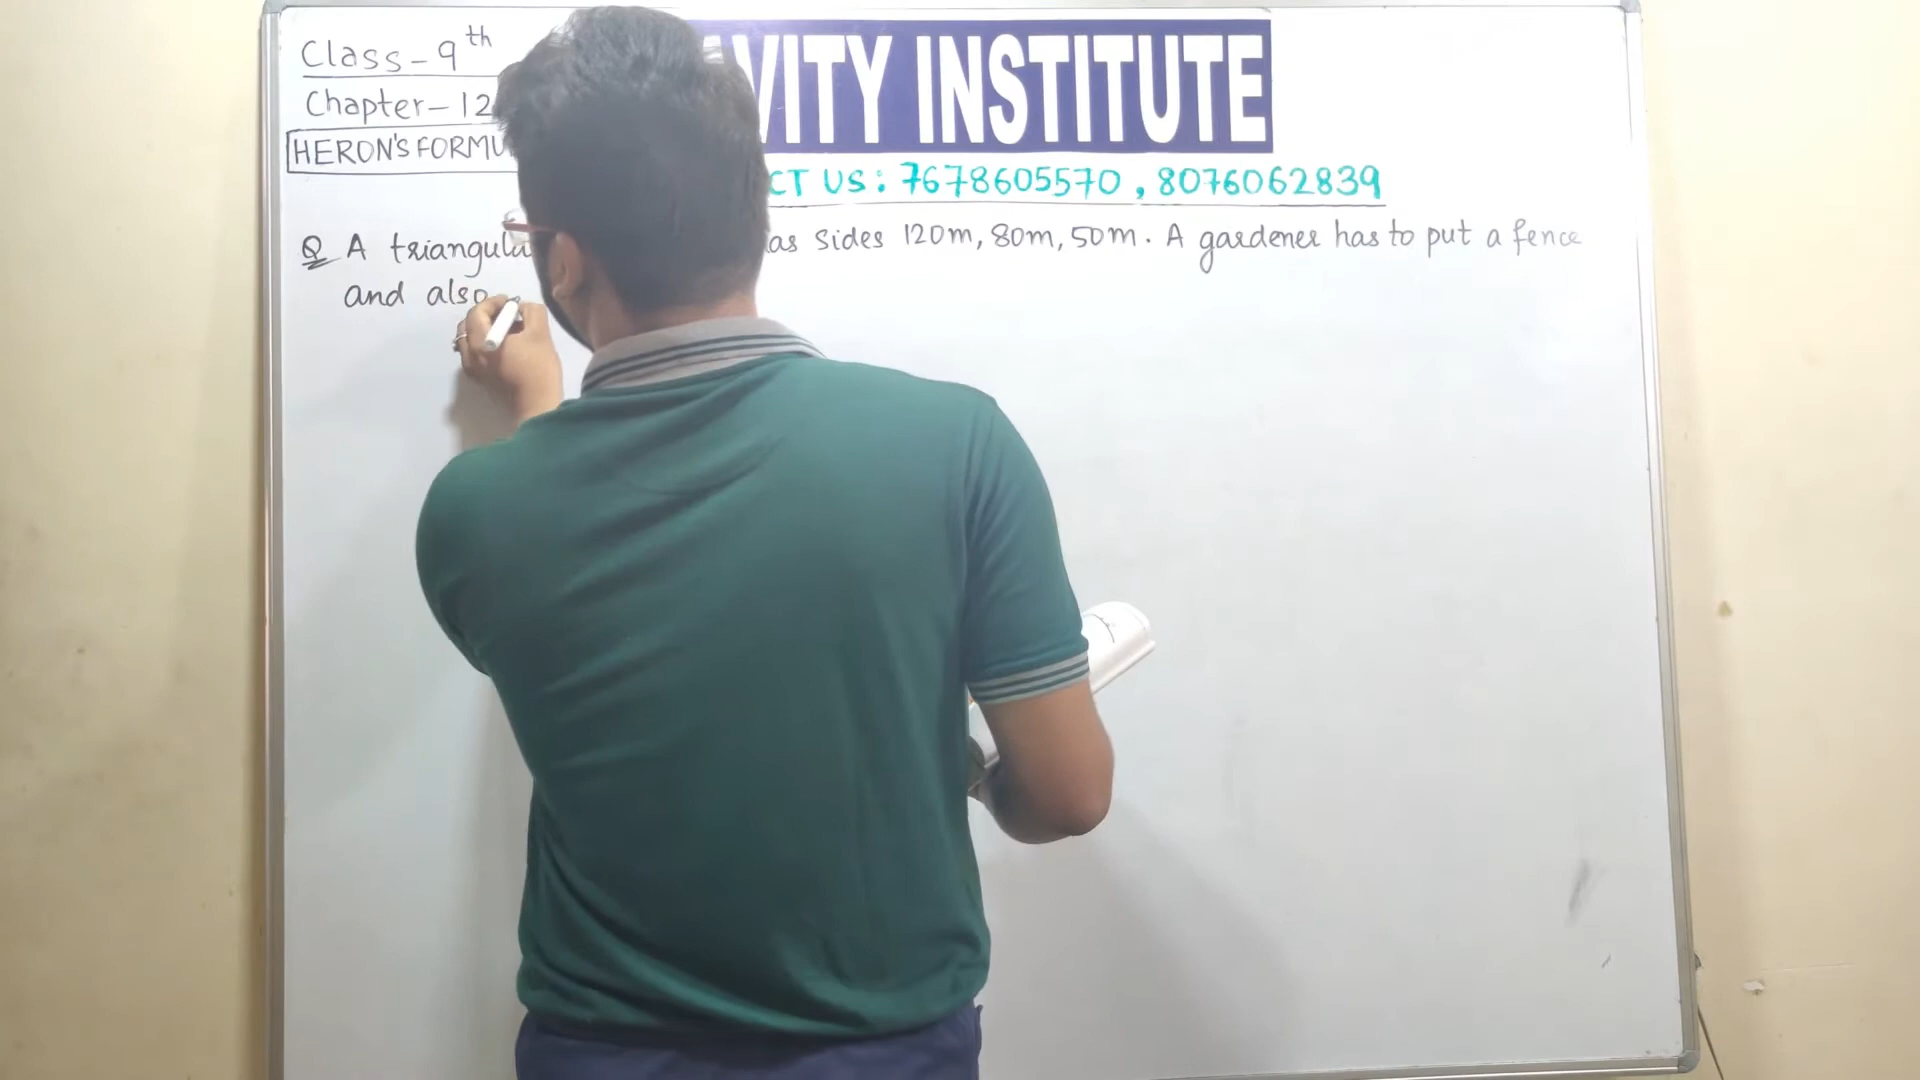 Class-9th
Chapter-12
HERON'S FORMU
VITY INSTITUTE
CT US: 7678605570, 8076062839
Q A triangula as sides 120m, 80m, 50m. A gardener has to put a fence
and also